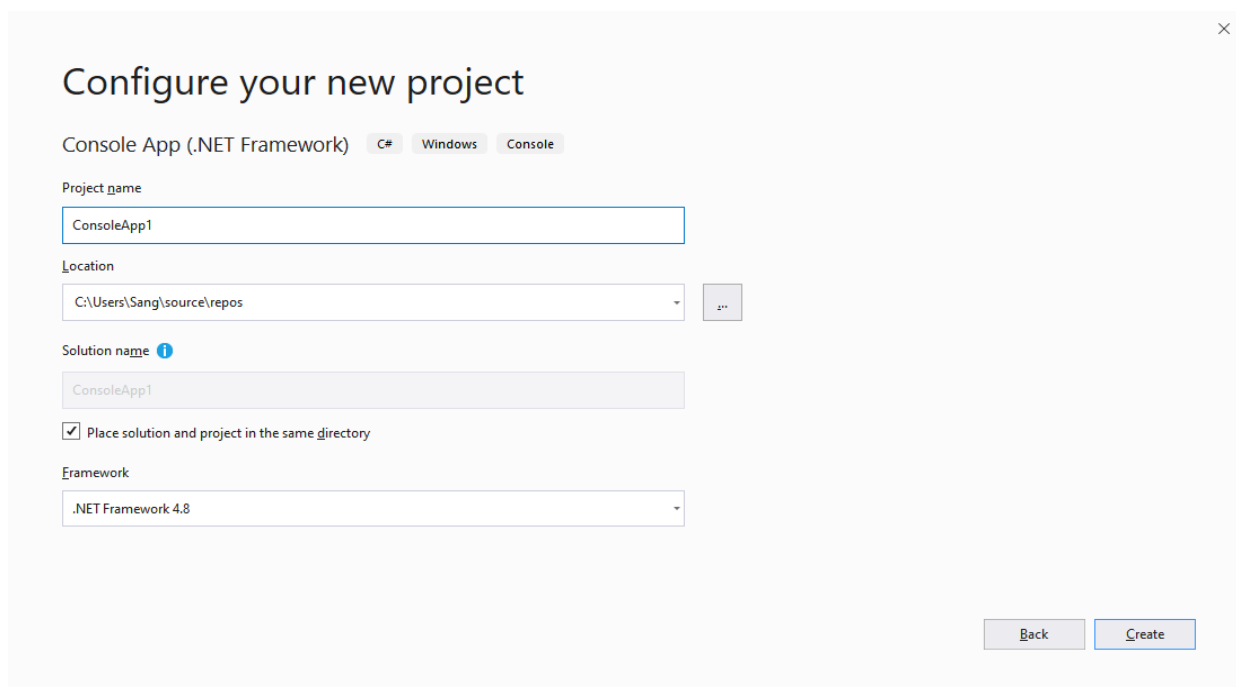 Configure your new project
Console App (.NET Framework) C# Windows Console
Project name
ConsoleApp1
Location
C:\Users\Sang\source\repos
...
Solution name
ConsoleApp1
Place solution and project in the same directory
Framework
.NET Framework 4.8
Back Create